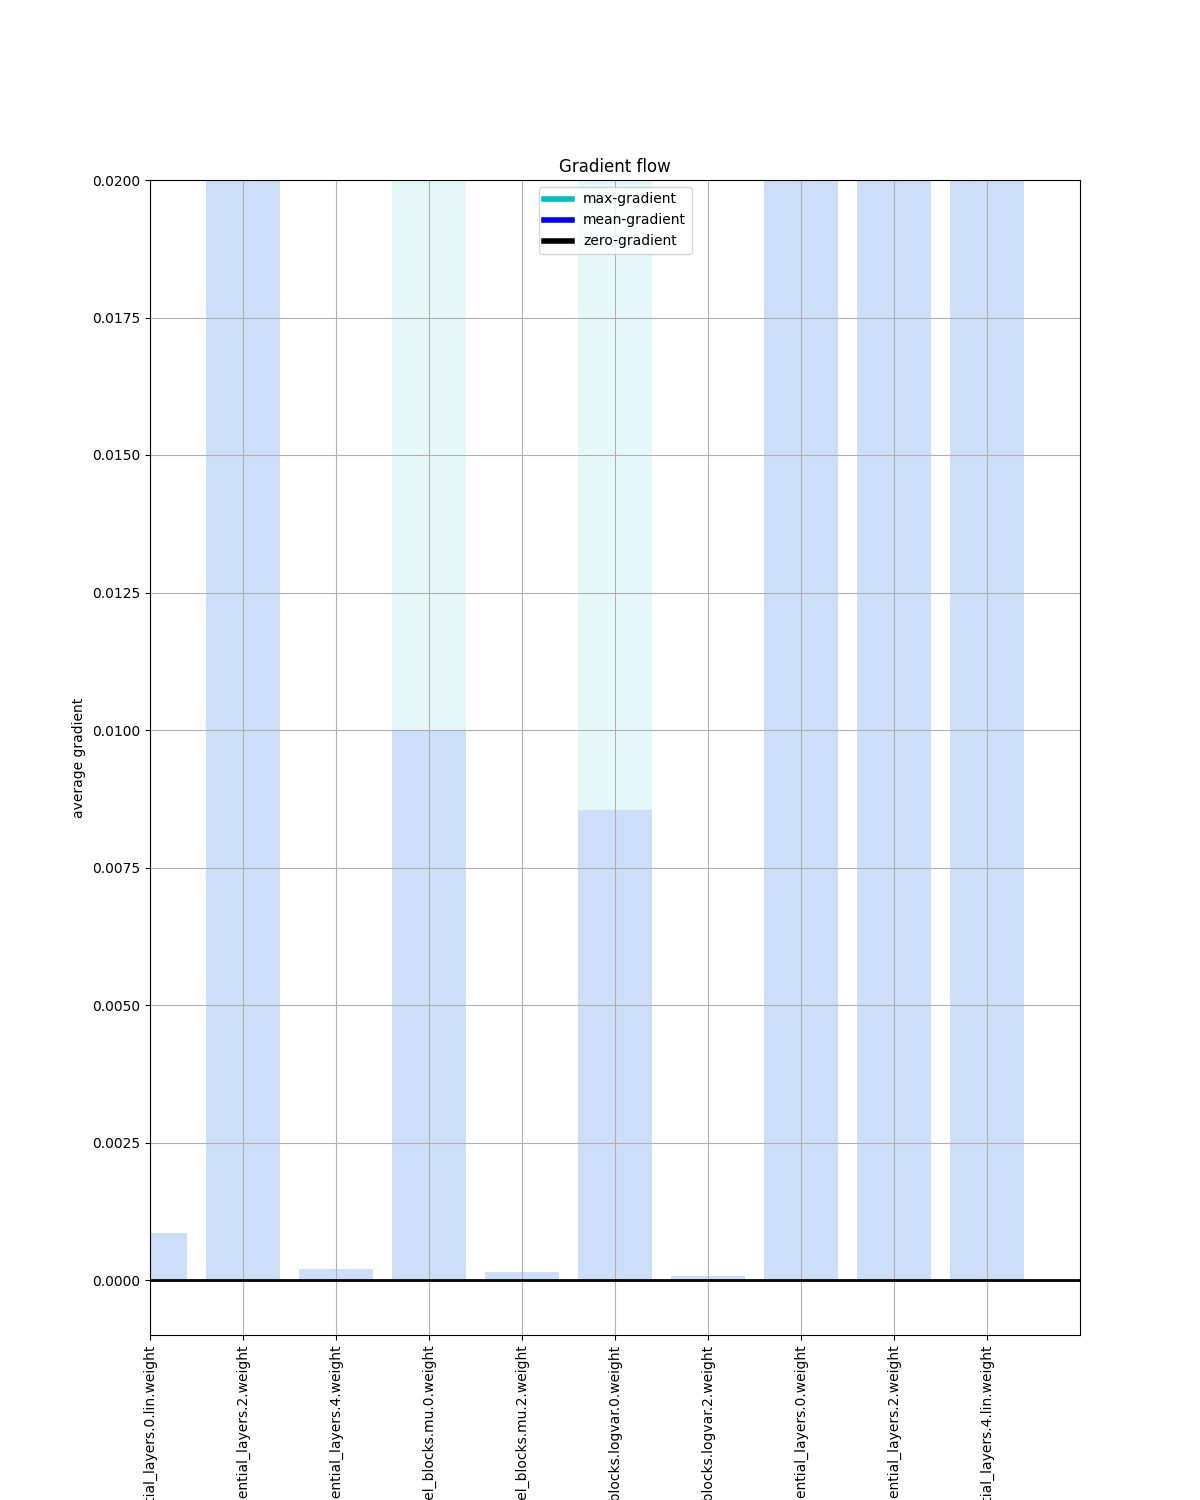 Gradient flow
max-gradient
mean-gradient
zero-gradient
0.0200
0.0175
0.0150
0.0125
0.0100
0.0075
0.0050
0.0025
0.0000
average gradient
tial_layers.0.lin.weight
ential_layers.2.weight
ential_layers.4.weight
el_blocks.mu.0.weight
el_blocks.mu.2.weight
blocks.logvar.0.weight
blocks.logvar.2.weight
ential_layers.0.weight
ential_layers.2.weight
tial_layers.4.lin.weight